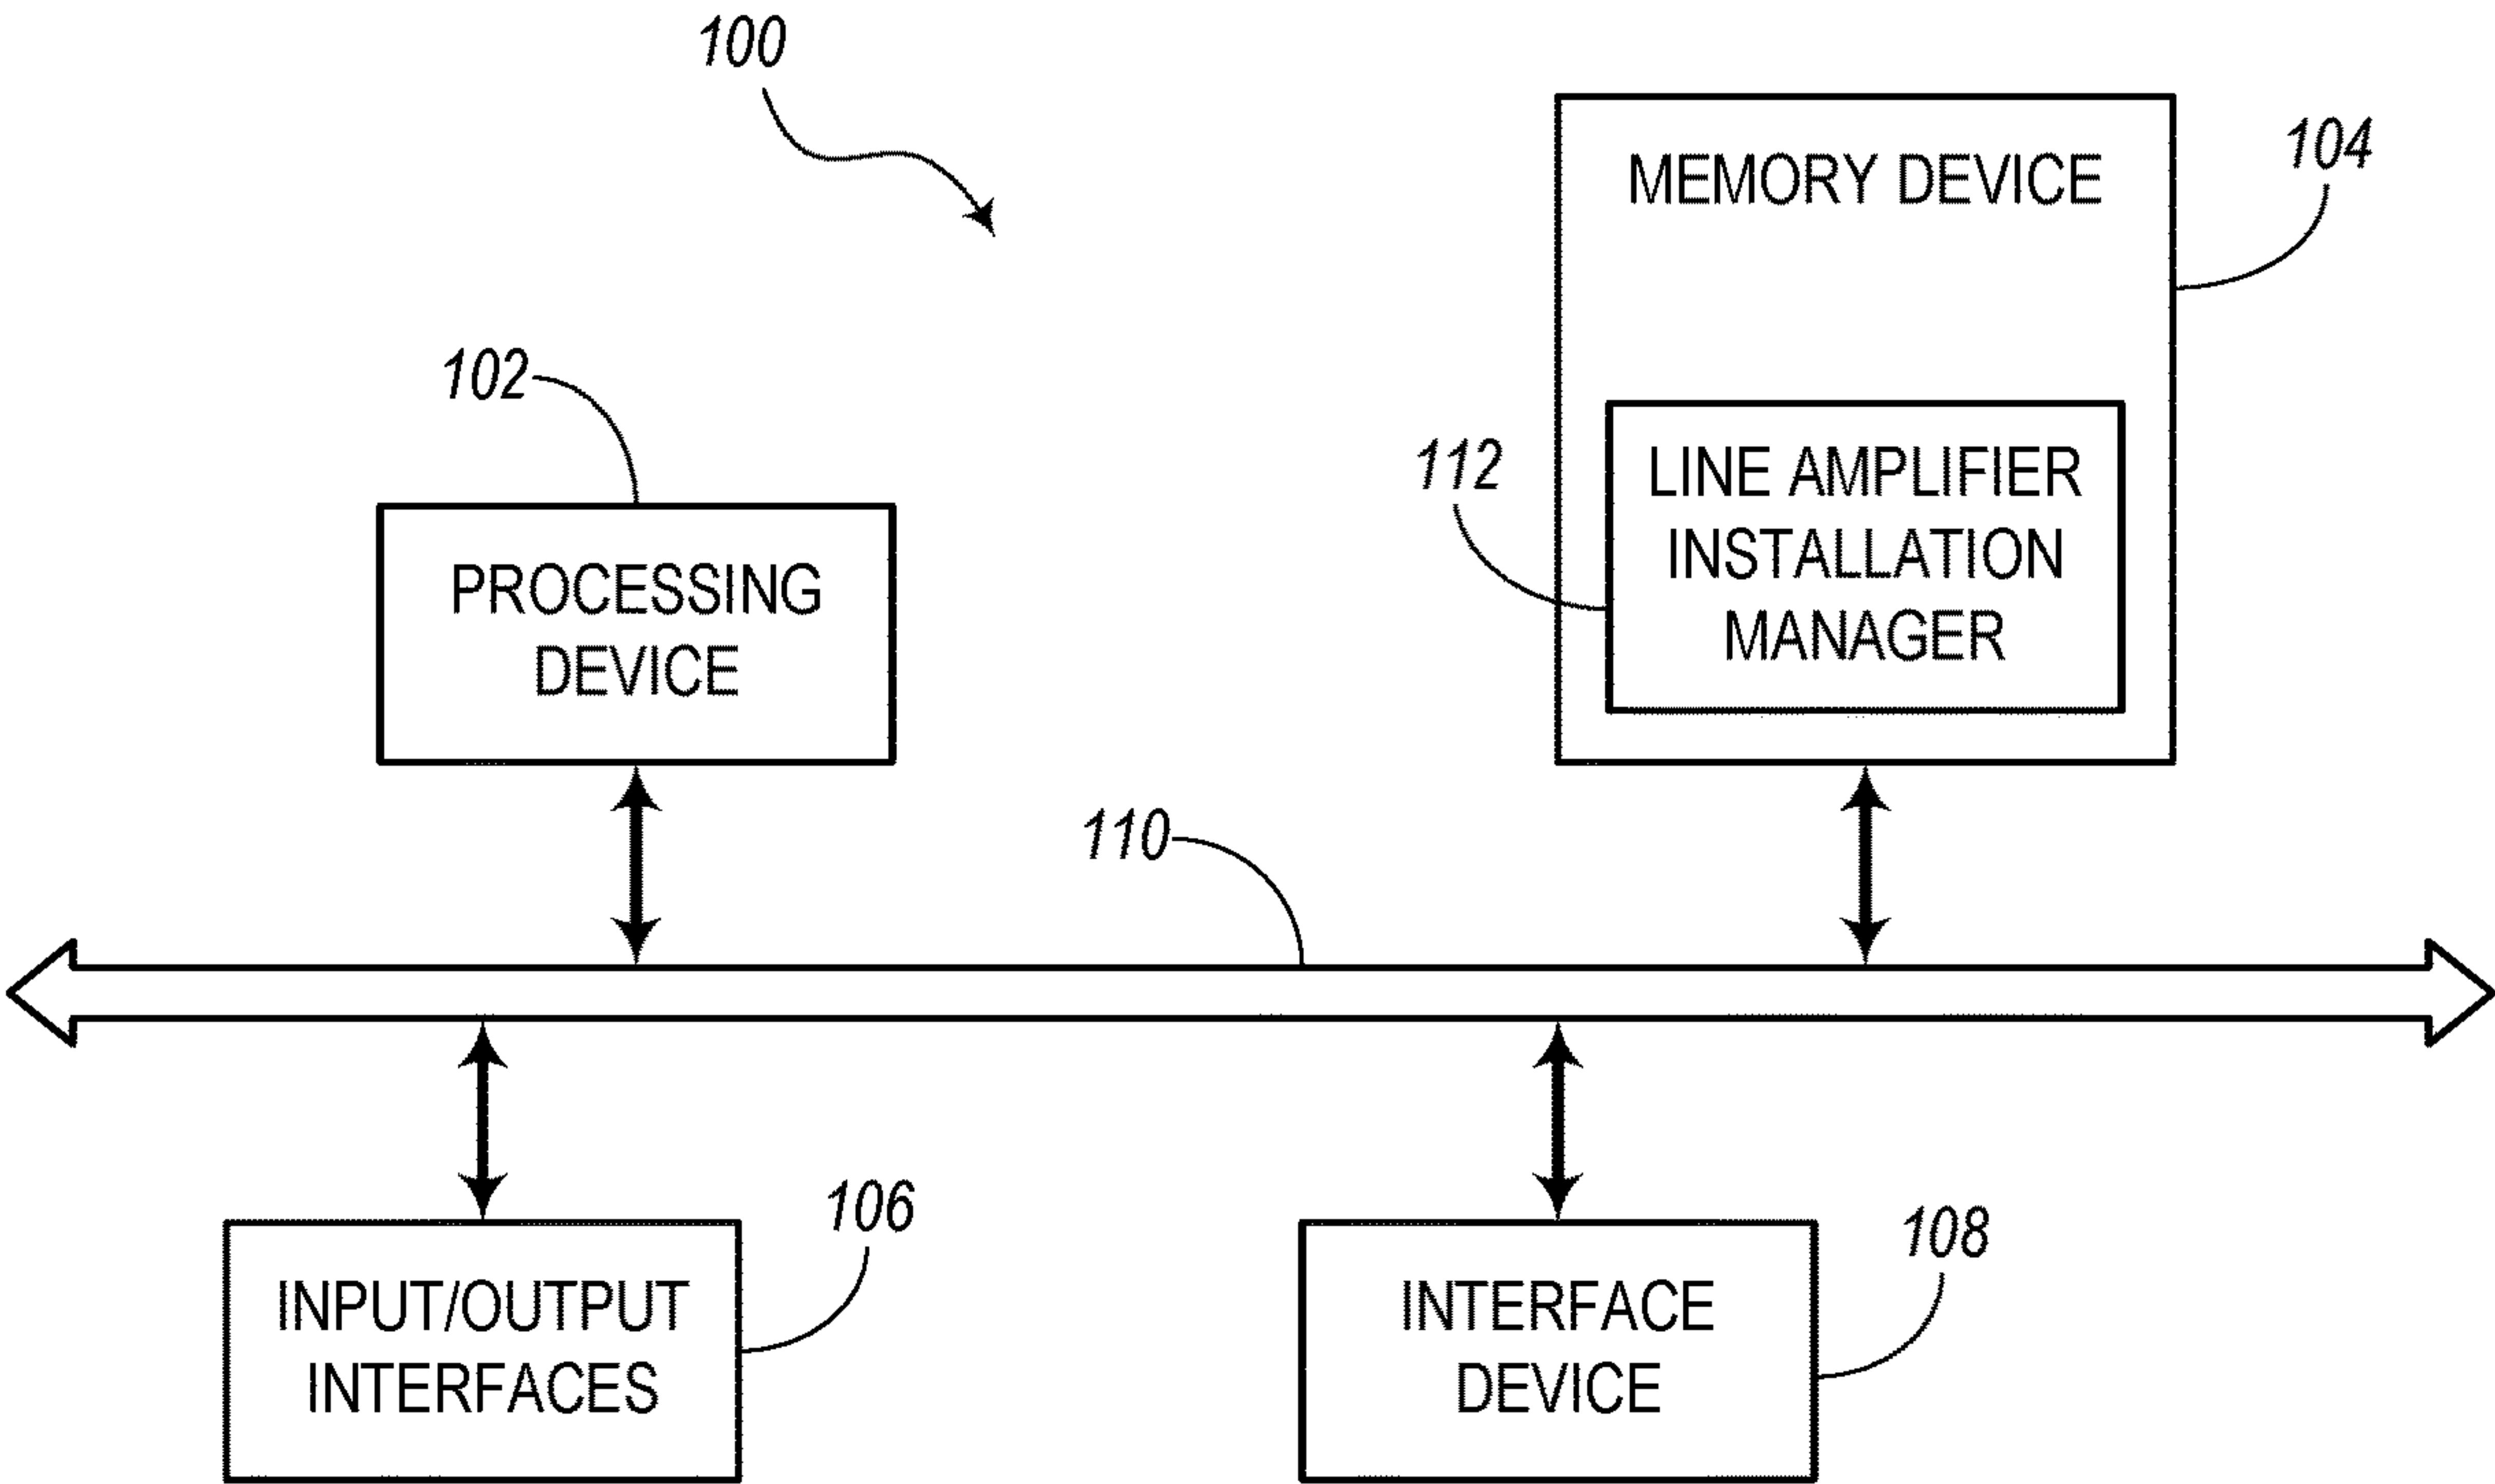 100
MEMORY DEVICE
104
102
112
LINE AMPLIFIER
INSTALLATION
MANAGER
PROCESSING
DEVICE
110
106
108
INPUT/OUTPUT
INTERFACES
INTERFACE
DEVICE